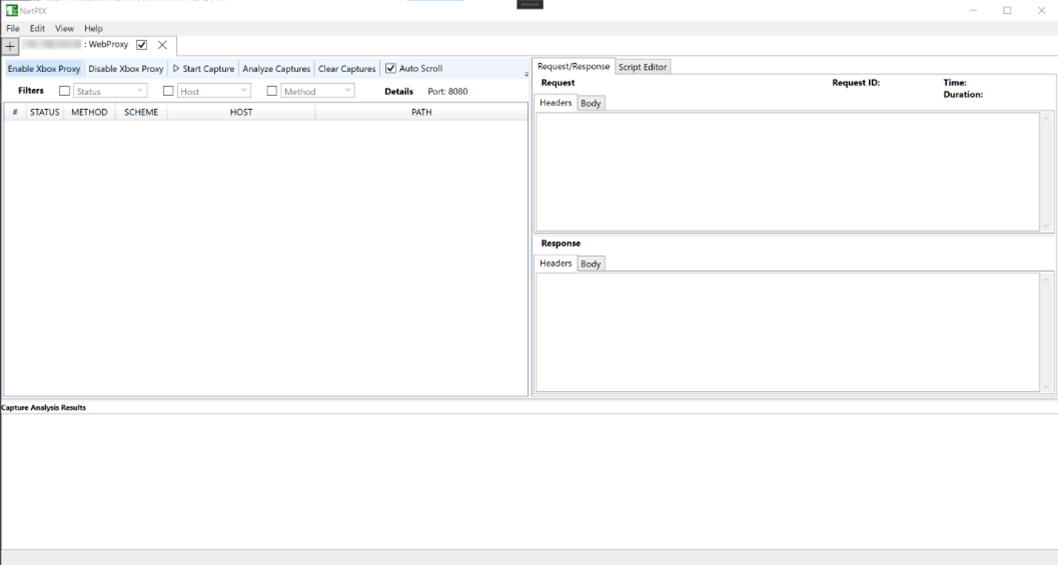 NetPIX
File Edit View Help
+ : WebProxy
Enable Xbox Proxy Disable Xbox Proxy Start Capture Analyze Captures Clear Captures Auto Scroll
Filters Status Host Method Details Port: 8080
# STATUS METHOD SCHEME HOST PATH
Request/Response Script Editor
Request Request ID: Time:
Duration:
Headers Body
Response
Headers Body
Capture Analysis Results